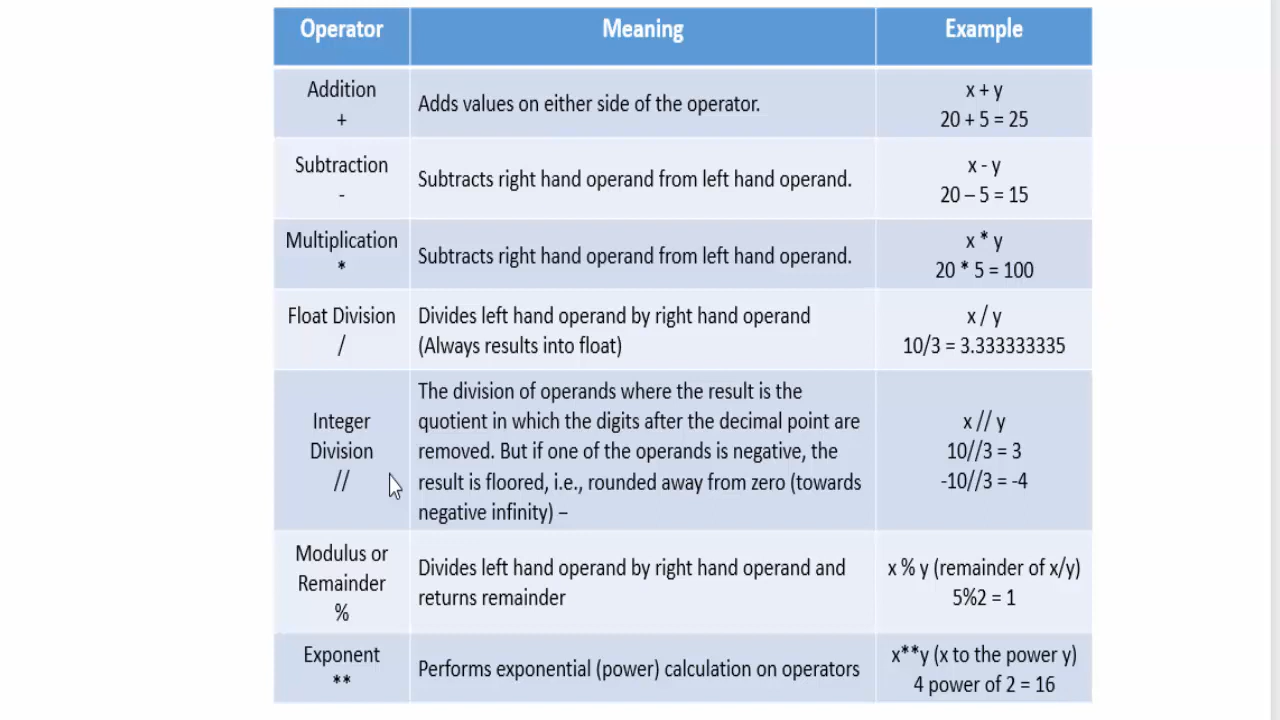 Operator Meaning Example
Addition
+
Adds values on either side of the operator.
x + y
20 + 5 = 25
Subtraction
-
Subtracts right hand operand from left hand operand.
x - y
20 – 5 = 15
Multiplication
*
Subtracts right hand operand from left hand operand.
x * y
20 * 5 = 100
Float Division
/
Divides left hand operand by right hand operand
(Always results into float)
x / y
10/3 = 3.333333335
Integer
Division
//
The division of operands where the result is the
quotient in which the digits after the decimal point are
removed. But if one of the operands is negative, the
result is floored, i.e., rounded away from zero (towards
negative infinity) –
x // y
10//3 = 3
-10//3 = -4
Modulus or
Remainder
%
Divides left hand operand by right hand operand and
returns remainder
x % y (remainder of x/y)
5%2 = 1
Exponent
**
Performs exponential (power) calculation on operators
x**y (x to the power y)
4 power of 2 = 16